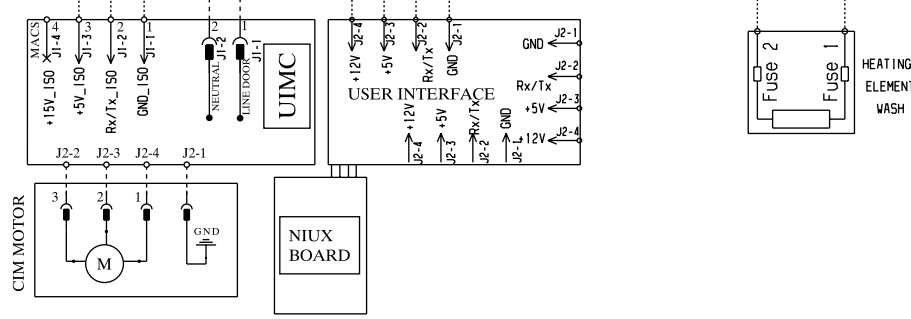 MACS
4
3
2
1
J1-4
J1-3
J1-2
J1-1
+15V_ISO
+5V_ISO
Rx/Tx_ISO
GND_ISO
2
1
J1-2
J1-1
NEUTRAL
LINE DOOR
UIMC
J2-4
J2-3
J2-2
J2-1
+12V
+5V
Rx/Tx
GND
USER INTERFACE
GND
J2-1
Rx/Tx
J2-2
+5V
J2-3
+12V
J2-4
+12V
+5V
Rx/Tx
GND
J2-4
J2-3
J2-2
J2-1
Fuse 2
Fuse 1
HEATING
ELEMENT
WASH
J2-2
J2-3
J2-4
J2-1
CIM MOTOR
3
2
1
M
GND
NIUX
BOARD